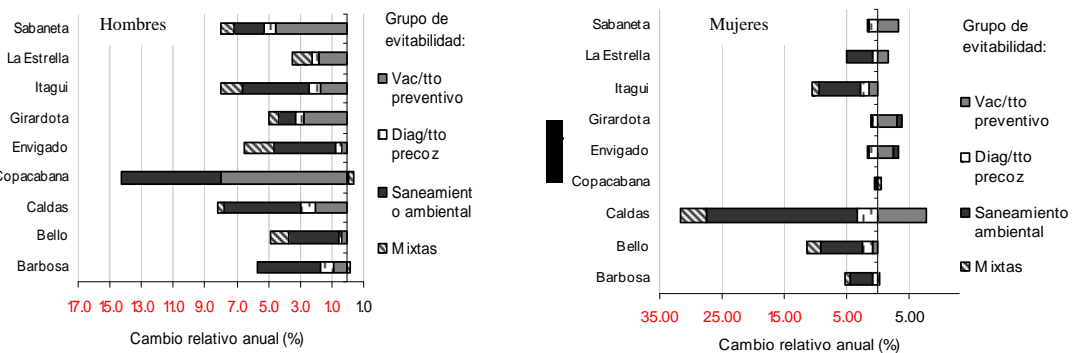 Hombres
Sabaneta
La Estrella
Itagui
Girardota
Envigado
Copacabana
Caldas
Bello
Barbosa
17.0 15.0 13.0 11.0 9.0 7.0 5.0 3.0 1.0 1.0
Cambio relativo anual (%)
Grupo de
evitabilidad:
Vac/tto
preventivo
Diag/tto
precoz
Saneamient
o ambiental
Mixtas
Mujeres
Sabaneta
La Estrella
Itagui
Girardota
Envigado
Copacabana
Caldas
Bello
Barbosa
35.00 25.00 15.00 5.00 5.00
Cambio relativo anual (%)
Grupo de
evitabilidad:
Vac/tto
preventivo
Diag/tto
precoz
Saneamiento
ambiental
Mixtas